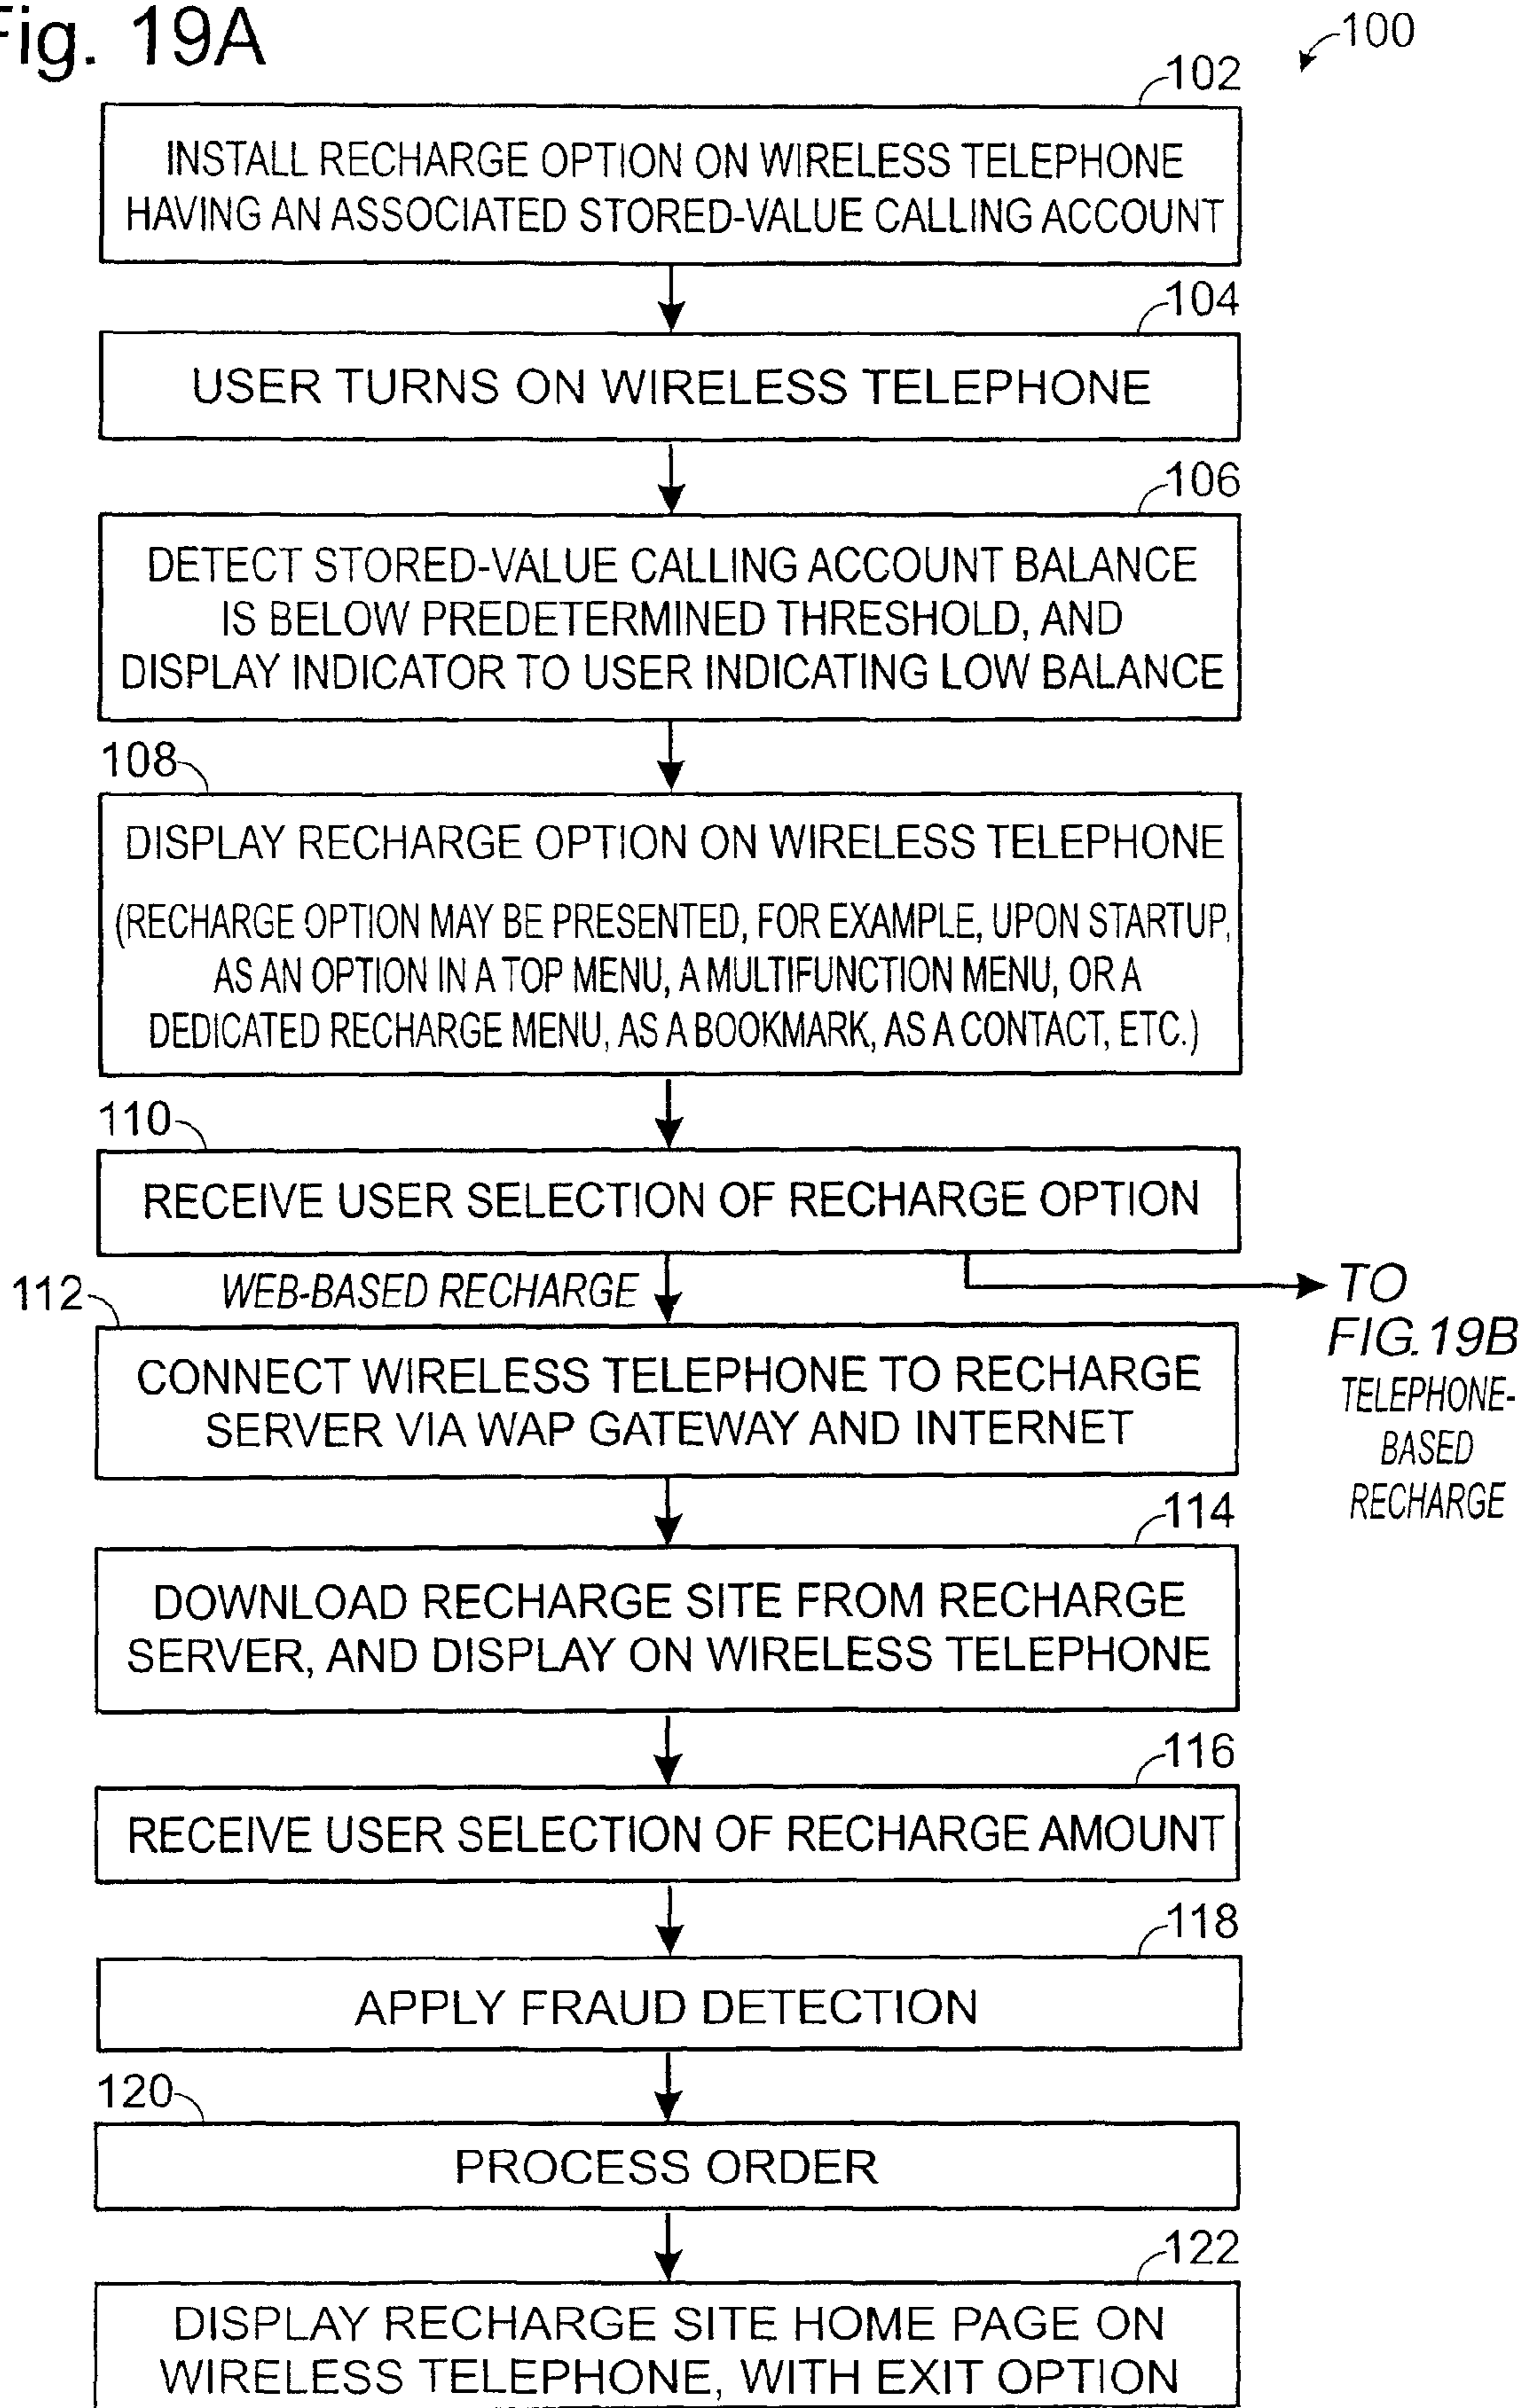 Fig. 19A
100
102
INSTALL RECHARGE OPTION ON WIRELESS TELEPHONE
HAVING AN ASSOCIATED STORED-VALUE CALLING ACCOUNT
104
USER TURNS ON WIRELESS TELEPHONE
106
DETECT STORED-VALUE CALLING ACCOUNT BALANCE
IS BELOW PREDETERMINED THRESHOLD, AND
DISPLAY INDICATOR TO USER INDICATING LOW BALANCE
108
DISPLAY RECHARGE OPTION ON WIRELESS TELEPHONE
(RECHARGE OPTION MAY BE PRESENTED, FOR EXAMPLE, UPON STARTUP,
AS AN OPTION IN A TOP MENU, A MULTIFUNCTION MENU, OR A
DEDICATED RECHARGE MENU, AS A BOOKMARK, AS A CONTACT, ETC.)
110
RECEIVE USER SELECTION OF RECHARGE OPTION
112
WEB-BASED RECHARGE
TO
FIG. 19B
TELEPHONE-
BASED
RECHARGE
CONNECT WIRELESS TELEPHONE TO RECHARGE
SERVER VIA WAP GATEWAY AND INTERNET
114
DOWNLOAD RECHARGE SITE FROM RECHARGE
SERVER, AND DISPLAY ON WIRELESS TELEPHONE
116
RECEIVE USER SELECTION OF RECHARGE AMOUNT
118
APPLY FRAUD DETECTION
120
PROCESS ORDER
122
DISPLAY RECHARGE SITE HOME PAGE ON
WIRELESS TELEPHONE, WITH EXIT OPTION